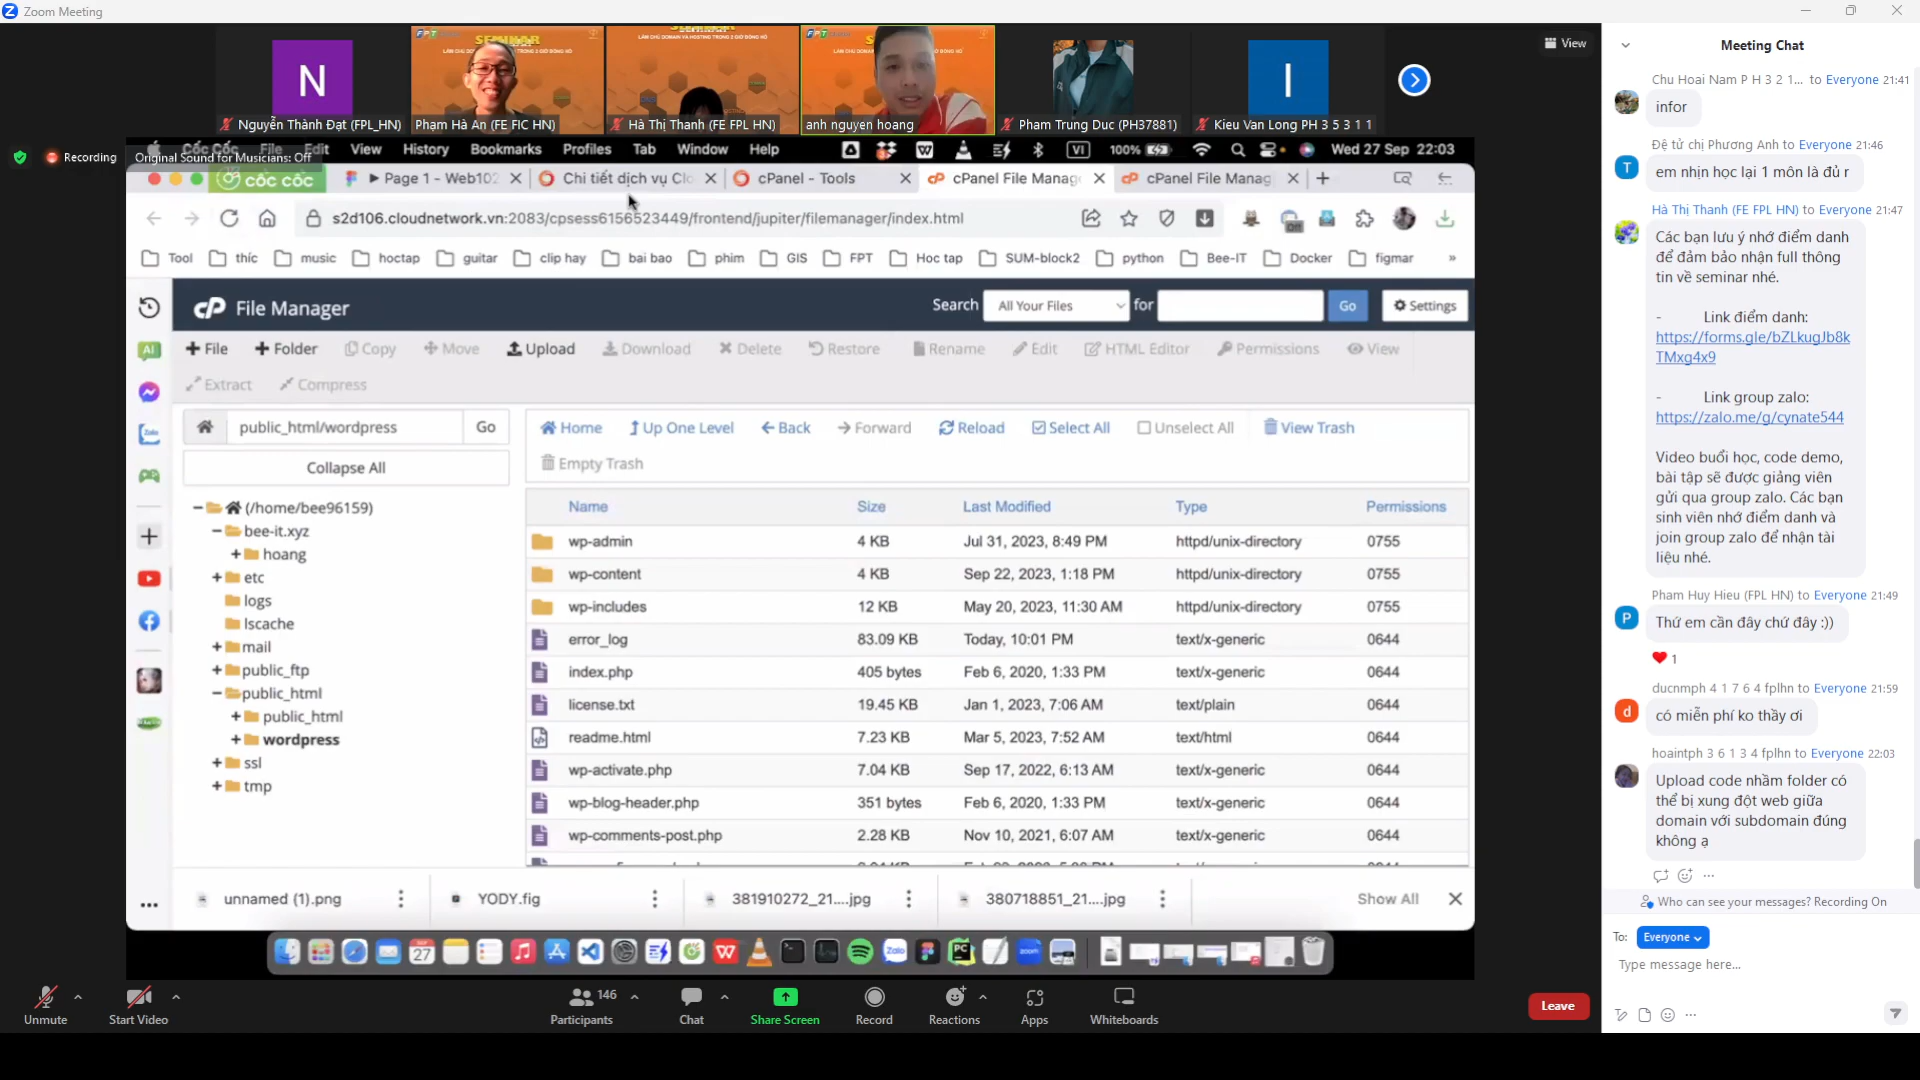 Zoom Meeting
SEMINAR
LÀM CHỦ DOMAIN VÀ HOSTING TRONG 2 GIỜ ĐỒNG HỒ
N
I
View
Nguyễn Thành Đạt (FPL_HN)
Phạm Hà An (FE FIC HN)
Hà Thị Thanh (FE FPL HN)
anh nguyen hoang
Pham Trung Duc (PH37881)
Kieu Van Long PH 3 5 3 1 1
Recording
Original Sound for Musicians: Off
Cốc Cốc File Edit View History Bookmarks Profiles Tab Window Help
VI 100% Wed 27 Sep 22:03
cốc cốc
Page 1 - Web102
Chi tiết dịch vụ Clo
cPanel - Tools
cPanel File Manag
cPanel File Manag
s2d106.cloudnetwork.vn:2083/cpsess6156523449/frontend/jupiter/filemanager/index.html
Tool thíc music hoctap guitar clip hay bai bao phim GIS FPT Hoc tap SUM-block2 python Bee-IT Docker figmar »
cP File Manager
Search All Your Files for Go Settings
+ File + Folder Copy Move Upload Download Delete Restore Rename Edit HTML Editor Permissions View
Extract Compress
public_html/wordpress Go
Home Up One Level Back Forward Reload Select All Unselect All View Trash
Empty Trash
Collapse All
(/home/bee96159)
bee-it.xyz
hoang
etc
logs
lscache
mail
public_ftp
public_html
public_html
wordpress
ssl
tmp
Name Size Last Modified Type Permissions
wp-admin 4 KB Jul 31, 2023, 8:49 PM httpd/unix-directory 0755
wp-content 4 KB Sep 22, 2023, 1:18 PM httpd/unix-directory 0755
wp-includes 12 KB May 20, 2023, 11:30 AM httpd/unix-directory 0755
error_log 83.09 KB Today, 10:01 PM text/x-generic 0644
index.php 405 bytes Feb 6, 2020, 1:33 PM text/x-generic 0644
license.txt 19.45 KB Jan 1, 2023, 7:06 AM text/plain 0644
readme.html 7.23 KB Mar 5, 2023, 7:52 AM text/html 0644
wp-activate.php 7.04 KB Sep 17, 2022, 6:13 AM text/x-generic 0644
wp-blog-header.php 351 bytes Feb 6, 2020, 1:33 PM text/x-generic 0644
wp-comments-post.php 2.28 KB Nov 10, 2021, 6:07 AM text/x-generic 0644
unnamed (1).png
YODY.fig
381910272_21....jpg
380718851_21....jpg
Show All
Unmute
Start Video
146
Participants
Chat
Share Screen
Record
Reactions
Apps
Whiteboards
Leave
Meeting Chat
Chu Hoai Nam P H 3 2 1... to Everyone 21:41
infor
Đệ tử chị Phương Anh to Everyone 21:46
T
em nhịn học lại 1 môn là đủ r
Hà Thị Thanh (FE FPL HN) to Everyone 21:47
Các bạn lưu ý nhớ điểm danh
để đảm bảo nhận full thông
tin về seminar nhé.
- Link điểm danh:
https://forms.gle/bZLkugJb8k
TMxg4x9
- Link group zalo:
https://zalo.me/g/cynate544
Video buổi học, code demo,
bài tập sẽ được giảng viên
gửi qua group zalo. Các bạn
sinh viên nhớ điểm danh và
join group zalo để nhận tài
liệu nhé.
Pham Huy Hieu (FPL HN) to Everyone 21:49
P
Thứ em cần đây chứ đây :))
1
ducnmph 4 1 7 6 4 fplhn to Everyone 21:59
d
có miễn phí ko thầy ơi
hoaintph 3 6 1 3 4 fplhn to Everyone 22:03
Upload code nhầm folder có
thể bị xung đột web giữa
domain với subdomain đúng
không ạ
Who can see your messages? Recording On
To: Everyone
Type message here...